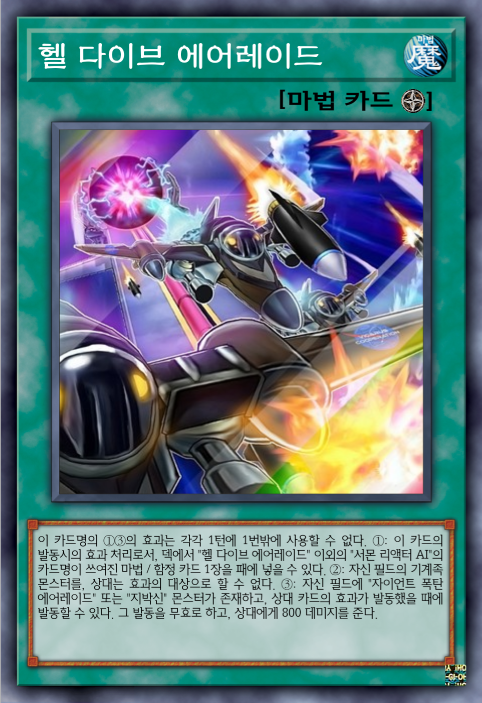 헬 다이브 에어레이드
마법
魔
[마법 카드]
이 카드명의 ①③의 효과는 각각 1턴에 1번밖에 사용할 수 없다. ①: 이 카드의
발동시의 효과 처리로서, 덱에서 "헬 다이브 에어레이드" 이외의 "서몬 리액터 AI"의
카드명이 쓰여진 마법 / 함정 카드 1장을 패에 넣을 수 있다. ②: 자신 필드의 기계족
몬스터를, 상대는 효과의 대상으로 할 수 없다. ③: 자신 필드에 "자이언트 폭탄
에어레이드" 또는 "지박신" 몬스터가 존재하고, 상대 카드의 효과가 발동했을 때에
발동할 수 있다. 그 발동을 무효로 하고, 상대에게 800 데미지를 준다.